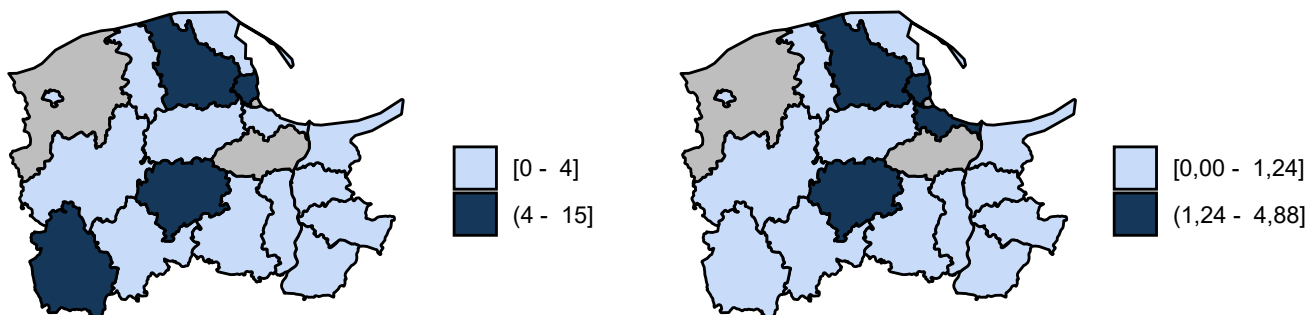 [0 - 4]
(4 - 15]
[0,00 - 1,24]
(1,24 - 4,88]